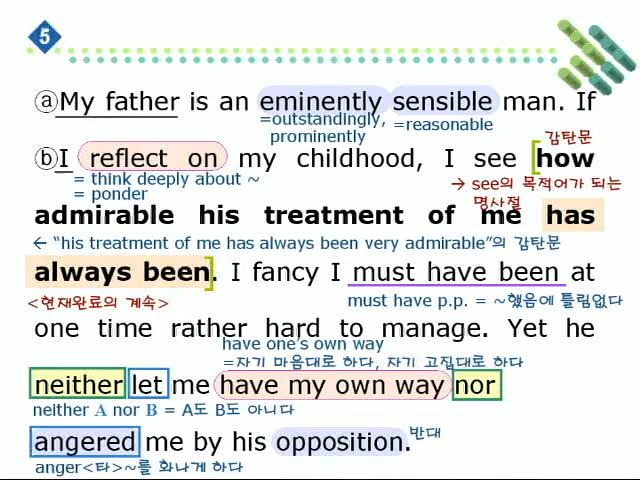 5
ⓐMy father is an eminently sensible man. If
=outstandingly, =reasonable
prominently
감탄문
ⓑI reflect on my childhood, I see [how
= think deeply about ~ → see의 목적어가 되는
= ponder 명사절
admirable his treatment of me has
← “his treatment of me has always been very admirable”의 감탄문
always been]. I fancy I must have been at
<현재완료의 계속> must have p.p. = ~했음에 틀림없다
one time rather hard to manage. Yet he
have one's own way
=자기 마음대로 하다, 자기 고집대로 하다
neither let me have my own way nor
neither A nor B = A도 B도 아니다
angered me by his opposition. 반대
anger<타>~를 화나게 하다